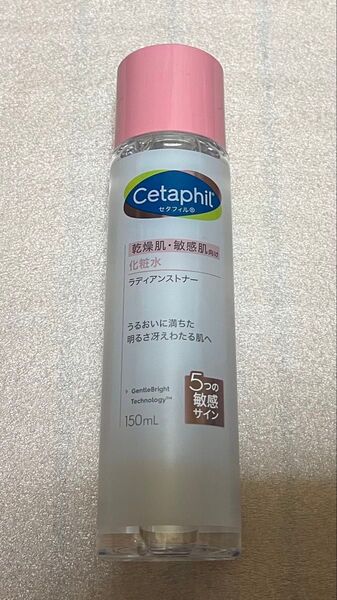 Cetaphil
セタフィル®
乾燥肌・敏感肌向け
化粧水
ラディアンストナー
うるおいに満ちた
明るさ冴えわたる肌へ
GentleBright
Technology™
150mL
5つの
敏感
サイン